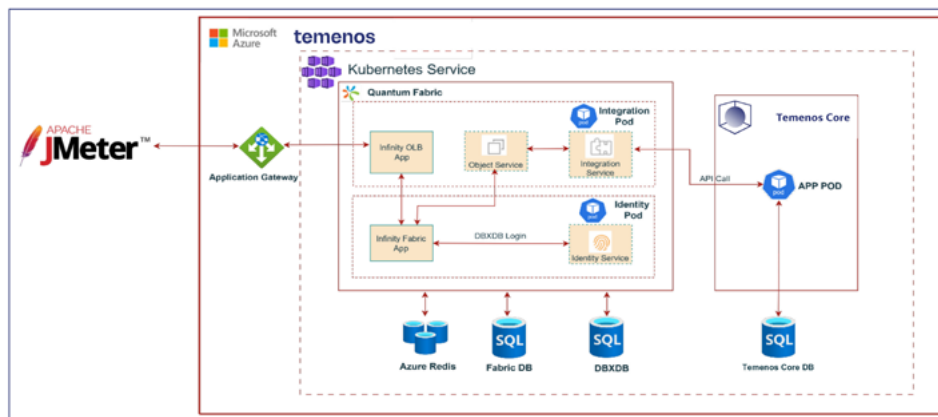 Microsoft
Azure
temenos
Kubernetes Service
Quantum Fabric
Integration
Pod
pod
Temenos Core
APACHE
JMeter™
Infinity OLB
App
Object Service
Integration
Service
Application Gateway
API Call
pod
APP POD
Identity
Pod
pod
Infinity Fabric
App
DBXDB Login
Identity Service
SQL
SQL
SQL
Azure Redis
Fabric DB
DBXDB
Temenos Core DB